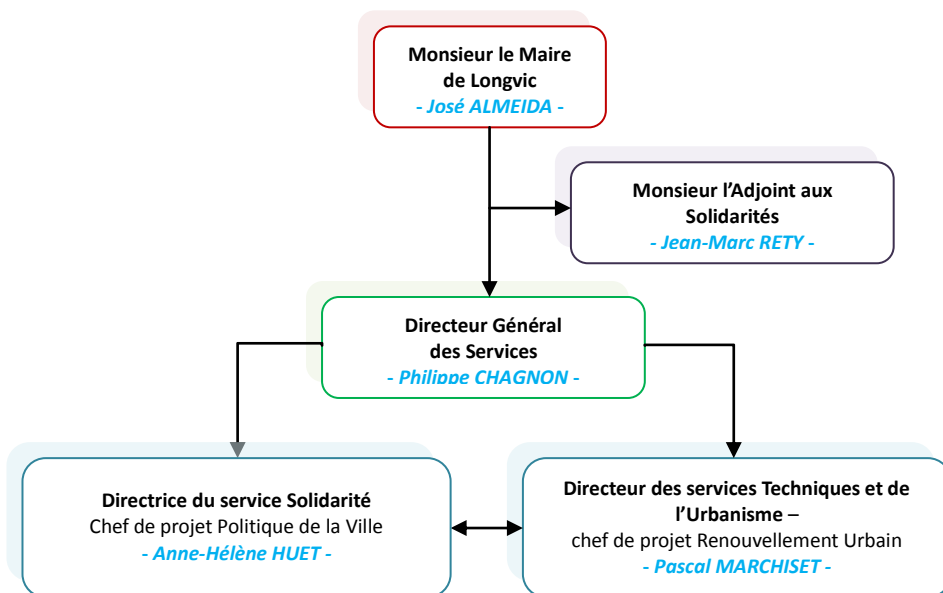 Monsieur le Maire
de Longvic
- José ALMEIDA -
Monsieur l’Adjoint aux
Solidarités
- Jean-Marc RETY -
Directeur Général
des Services
- Philippe CHAGNON -
Directrice du service Solidarité
Chef de projet Politique de la Ville
- Anne-Hélène HUET -
Directeur des services Techniques et de
l’Urbanisme –
chef de projet Renouvellement Urbain
- Pascal MARCHISET -